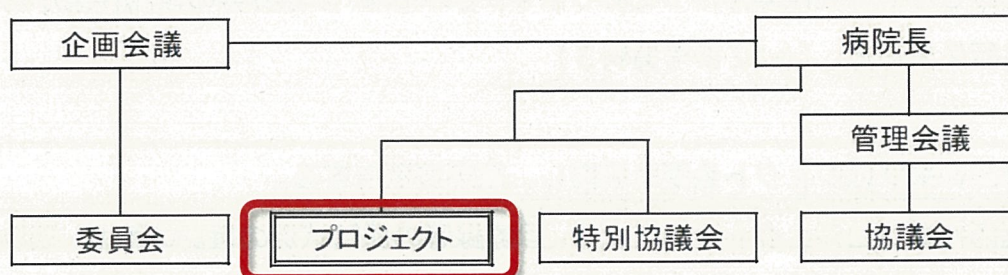 企画会議
病院長
管理会議
委員会
プロジェクト
特別協議会
協議会